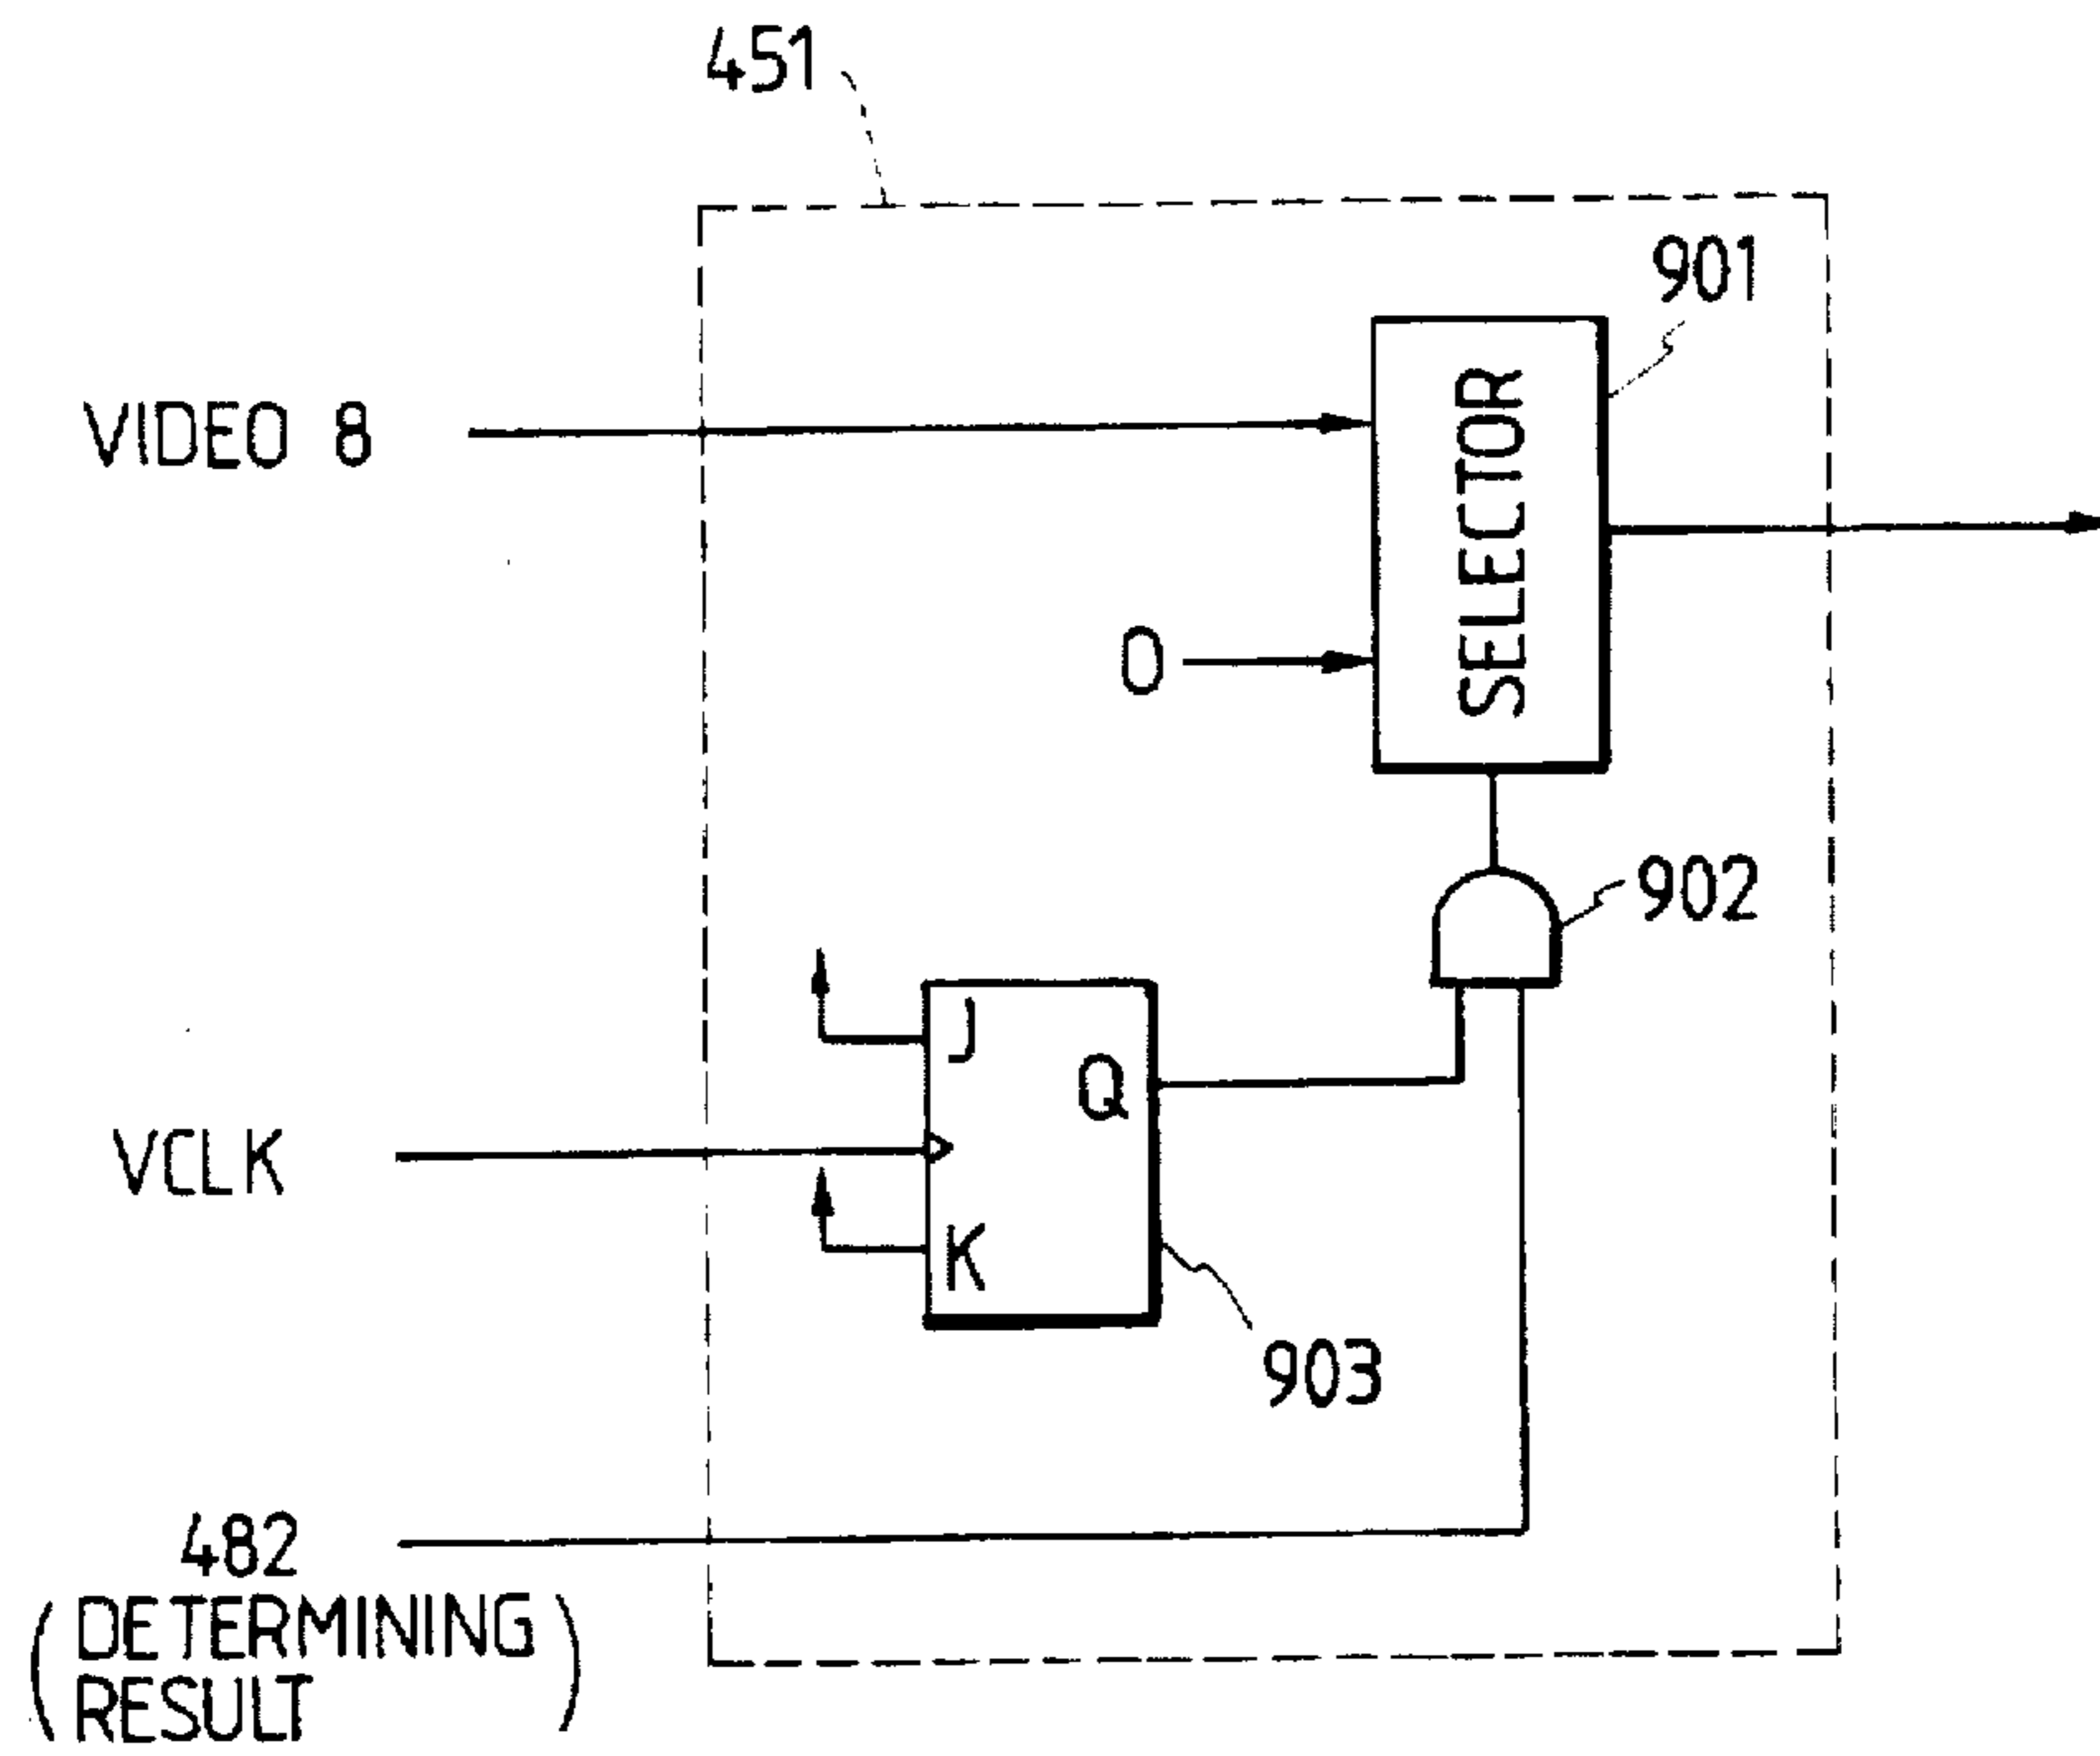 451
901
VIDEO 8
SELECTOR
0
902
J
Q
VCLK
K
903
482
(DETERMINING
RESULT)